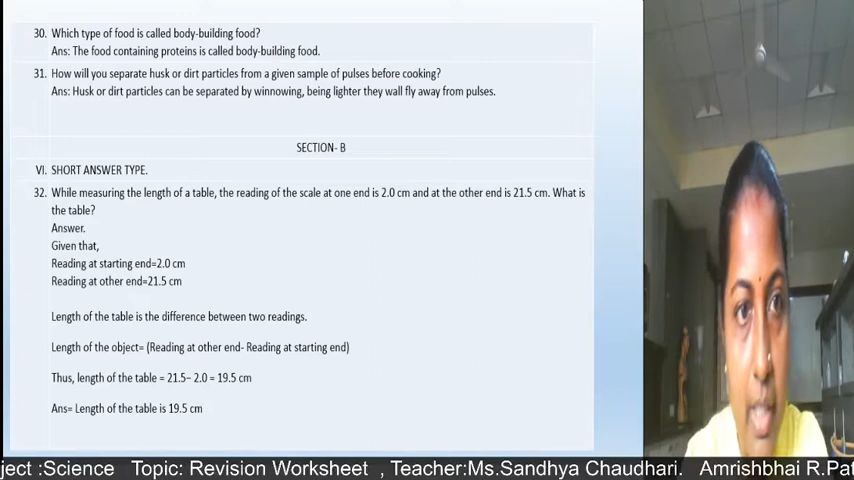 30. Which type of food is called body-building food?
Ans: The food containing proteins is called body-building food.
31. How will you separate husk or dirt particles from a given sample of pulses before cooking?
Ans: Husk or dirt particles can be separated by winnowing, being lighter they wall fly away from pulses.
SECTION- B
VI. SHORT ANSWER TYPE.
32. While measuring the length of a table, the reading of the scale at one end is 2.0 cm and at the other end is 21.5 cm. What is
the table?
Answer.
Given that,
Reading at starting end=2.0 cm
Reading at other end=21.5 cm
Length of the table is the difference between two readings.
Length of the object= (Reading at other end- Reading at starting end)
Thus, length of the table = 21.5– 2.0 = 19.5 cm
Ans= Length of the table is 19.5 cm
ject :Science Topic: Revision Worksheet , Teacher:Ms.Sandhya Chaudhari. Amrishbhai R.Pat